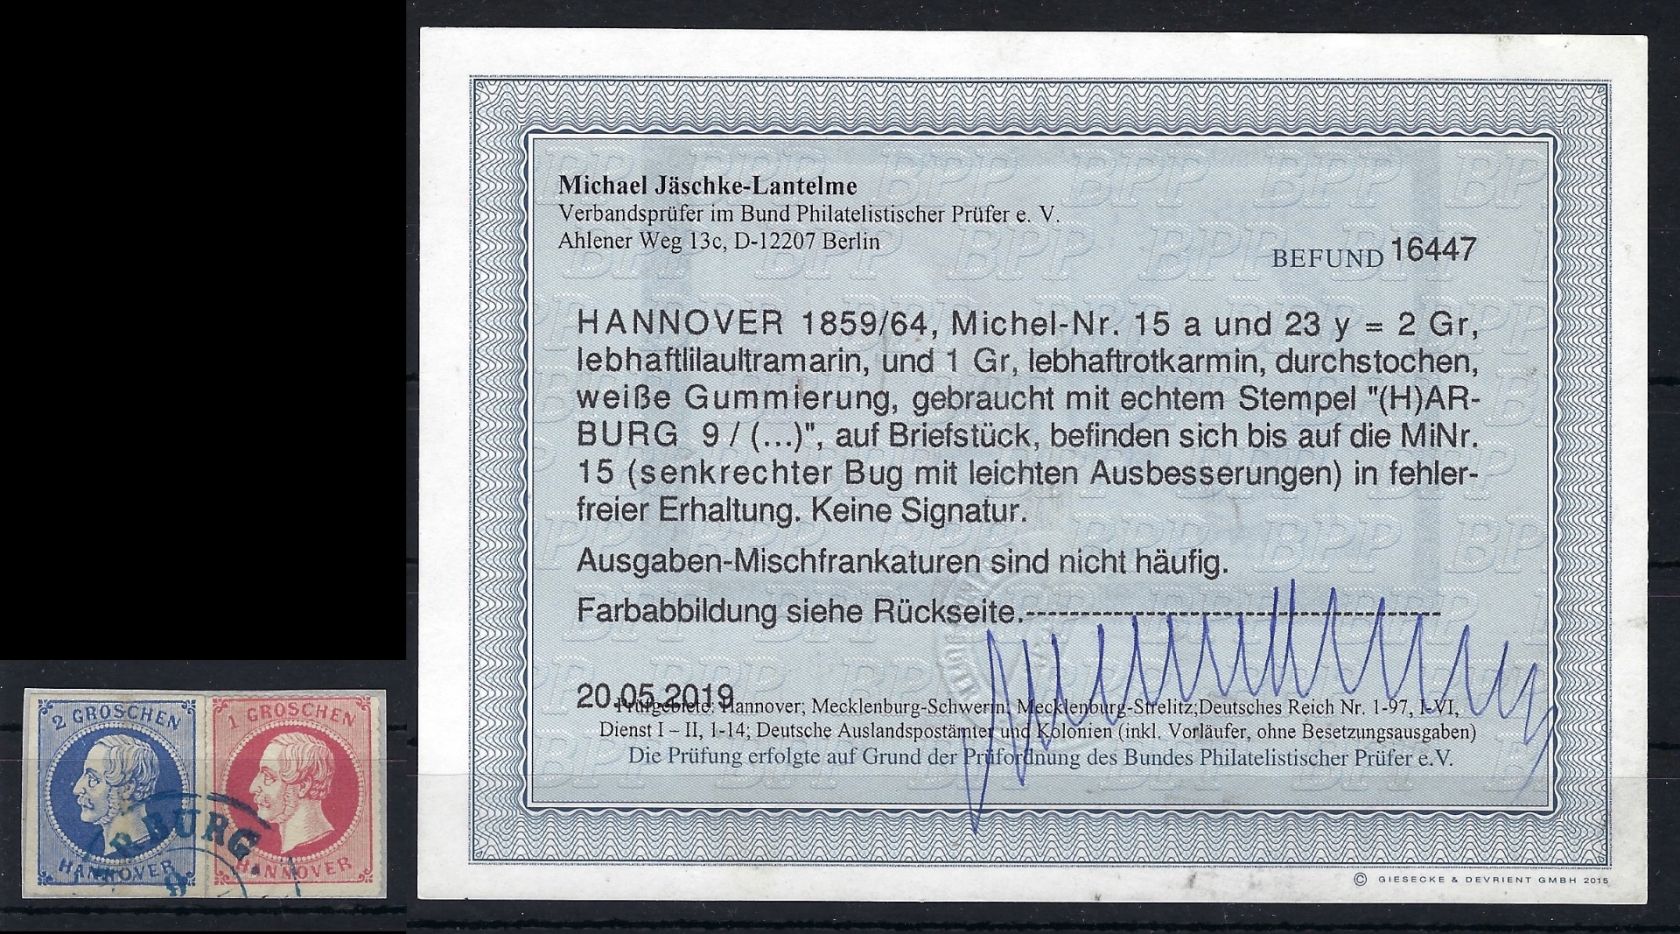 Michael Jäschke-Lantelme
Verbandsprüfer im Bund Philatelistischer Prüfer e. V.
Ahlener Weg 13c, D-12207 Berlin
BEFUND 16447
HANNOVER 1859/64, Michel-Nr. 15 a und 23 y = 2 Gr,
lebhaftlilaultramarin, und 1 Gr, lebhaftrotkarmin, durchstochen,
weiße Gummierung, gebraucht mit echtem Stempel "(H)AR-
BURG 9 / (...)", auf Briefstück, befinden sich bis auf die MiNr.
15 (senkrechter Bug mit leichten Ausbesserungen) in fehler-
freier Erhaltung. Keine Signatur.
Ausgaben-Mischfrankaturen sind nicht häufig.
Farbabbildung siehe Rückseite.--------------------------------------
20.05.2019
Prüfgebiete: Hannover; Mecklenburg-Schwerin; Mecklenburg-Strelitz;Deutsches Reich Nr. 1-97, I-VI,
Dienst I – II, 1-14; Deutsche Auslandspostämter und Kolonien (inkl. Vorläufer, ohne Besetzungsausgaben)
Die Prüfung erfolgte auf Grund der Prüfordnung des Bundes Philatelistischer Prüfer e.V.
© GIESECKE & DEVRIENT GMBH 2015
2 GROSCHEN
HANNOVER
1 GROSCHEN
HANNOVER
ARBURG
9